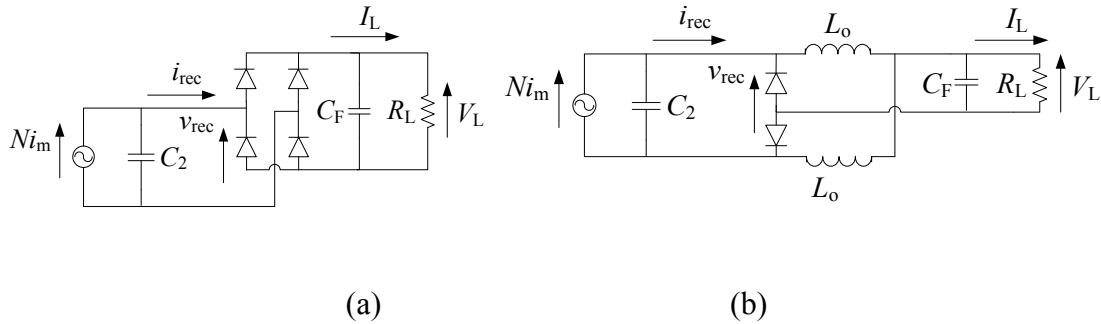 I_L
i_rec
v_rec
Ni_m
C_2
C_F
R_L
V_L
(a)
i_rec
L_o
I_L
v_rec
Ni_m
C_2
C_F
R_L
V_L
L_o
(b)